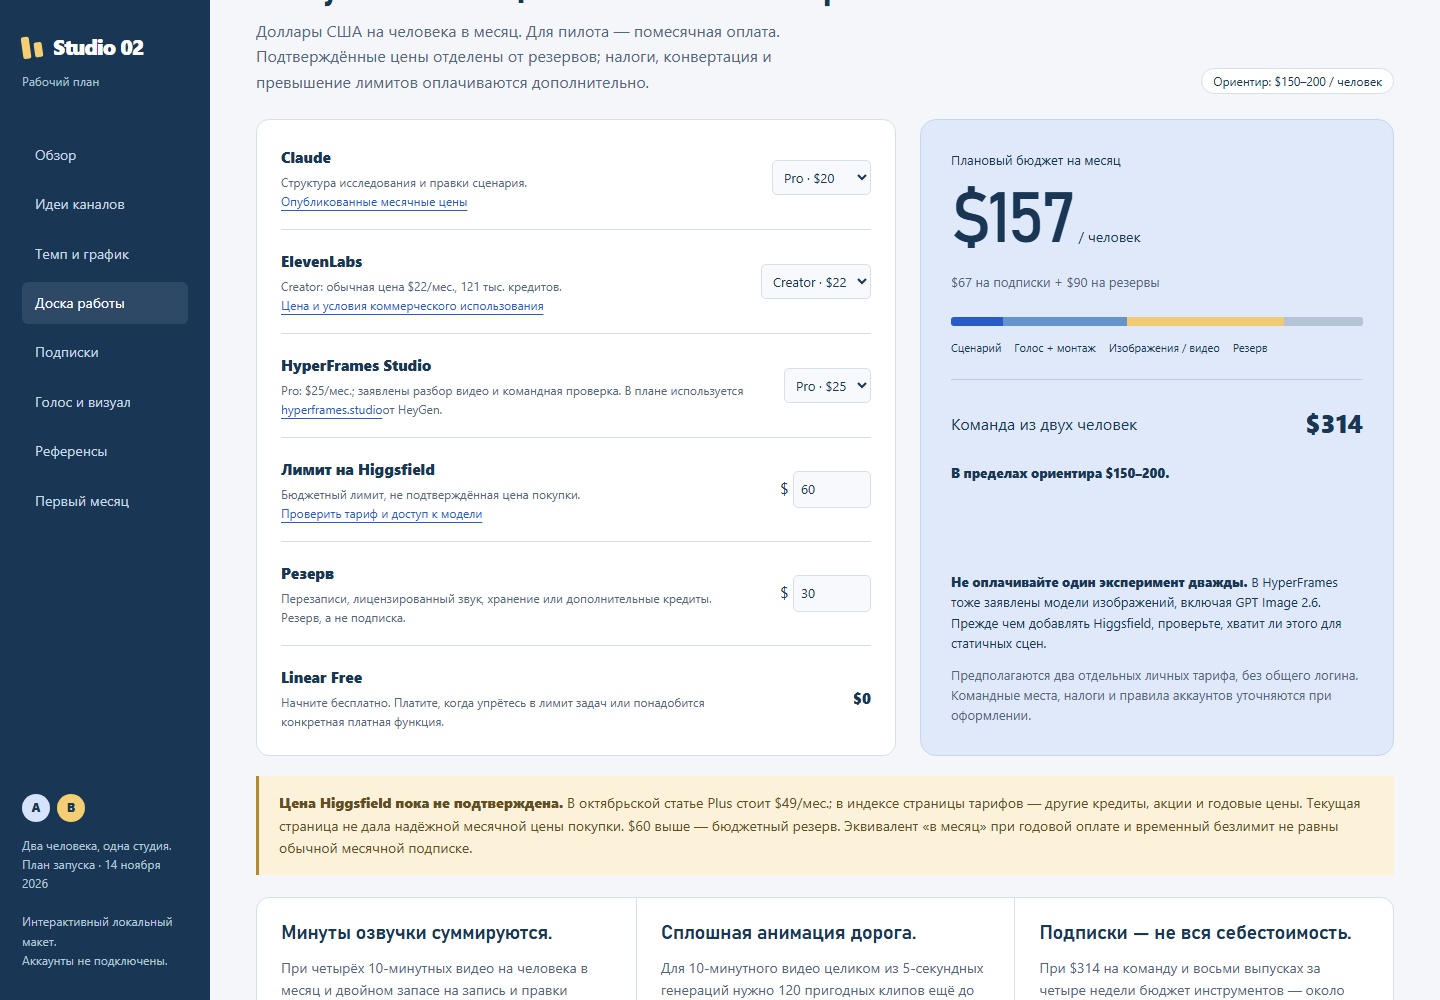 Studio 02
Рабочий план
Обзор
Идеи каналов
Темп и график
Доска работы
Подписки
Голос и визуал
Референсы
Первый месяц
A B
Два человека, одна студия.
План запуска · 14 ноября
2026
Интерактивный локальный
макет.
Аккаунты не подключены.
Доллары США на человека в месяц. Для пилота — помесячная оплата.
Подтверждённые цены отделены от резервов; налоги, конвертация и
превышение лимитов оплачиваются дополнительно.
Ориентир: $150–200 / человек
Claude
Структура исследования и правки сценария.
Опубликованные месячные цены
Pro · $20
ElevenLabs
Creator: обычная цена $22/мес., 121 тыс. кредитов.
Цена и условия коммерческого использования
Creator · $22
HyperFrames Studio
Pro: $25/мес.; заявлены разбор видео и командная проверка. В плане используется
hyperframes.studioот HeyGen.
Pro · $25
Лимит на Higgsfield
Бюджетный лимит, не подтверждённая цена покупки.
Проверить тариф и доступ к модели
$ 60
Резерв
Перезаписи, лицензированный звук, хранение или дополнительные кредиты.
Резерв, а не подписка.
$ 30
Linear Free
Начните бесплатно. Платите, когда упрётесь в лимит задач или понадобится
конкретная платная функция.
$0
Плановый бюджет на месяц
$157 / человек
$67 на подписки + $90 на резервы
Сценарий Голос + монтаж Изображения / видео Резерв
Команда из двух человек $314
В пределах ориентира $150–200.
Не оплачивайте один эксперимент дважды. В HyperFrames
тоже заявлены модели изображений, включая GPT Image 2.6.
Прежде чем добавлять Higgsfield, проверьте, хватит ли этого для
статичных сцен.
Предполагаются два отдельных личных тарифа, без общего логина.
Командные места, налоги и правила аккаунтов уточняются при
оформлении.
Цена Higgsfield пока не подтверждена. В октябрьской статье Plus стоит $49/мес.; в индексе страницы тарифов — другие кредиты, акции и годовые цены. Текущая
страница не дала надёжной месячной цены покупки. $60 выше — бюджетный резерв. Эквивалент «в месяц» при годовой оплате и временный безлимит не равны
обычной месячной подписке.
Минуты озвучки суммируются.
При четырёх 10-минутных видео на человека в
месяц и двойном запасе на запись и правки
Сплошная анимация дорога.
Для 10-минутного видео целиком из 5-секундных
генераций нужно 120 пригодных клипов ещё до
Подписки — не вся себестоимость.
При $314 на команду и восьми выпусках за
четыре недели бюджет инструментов — около